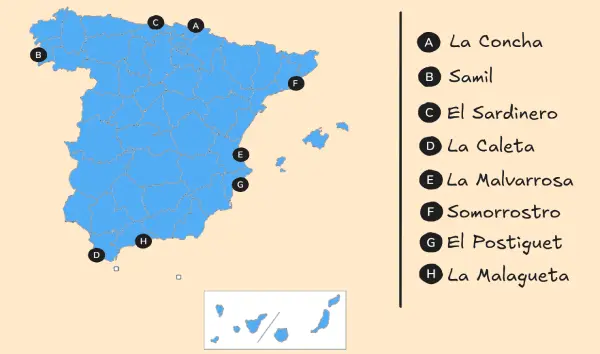 C
A
B
F
E
G
H
D
A La Concha
B Samil
C El Sardinero
D La Caleta
E La Malvarrosa
F Somorrostro
G El Postiguet
H La Malagueta